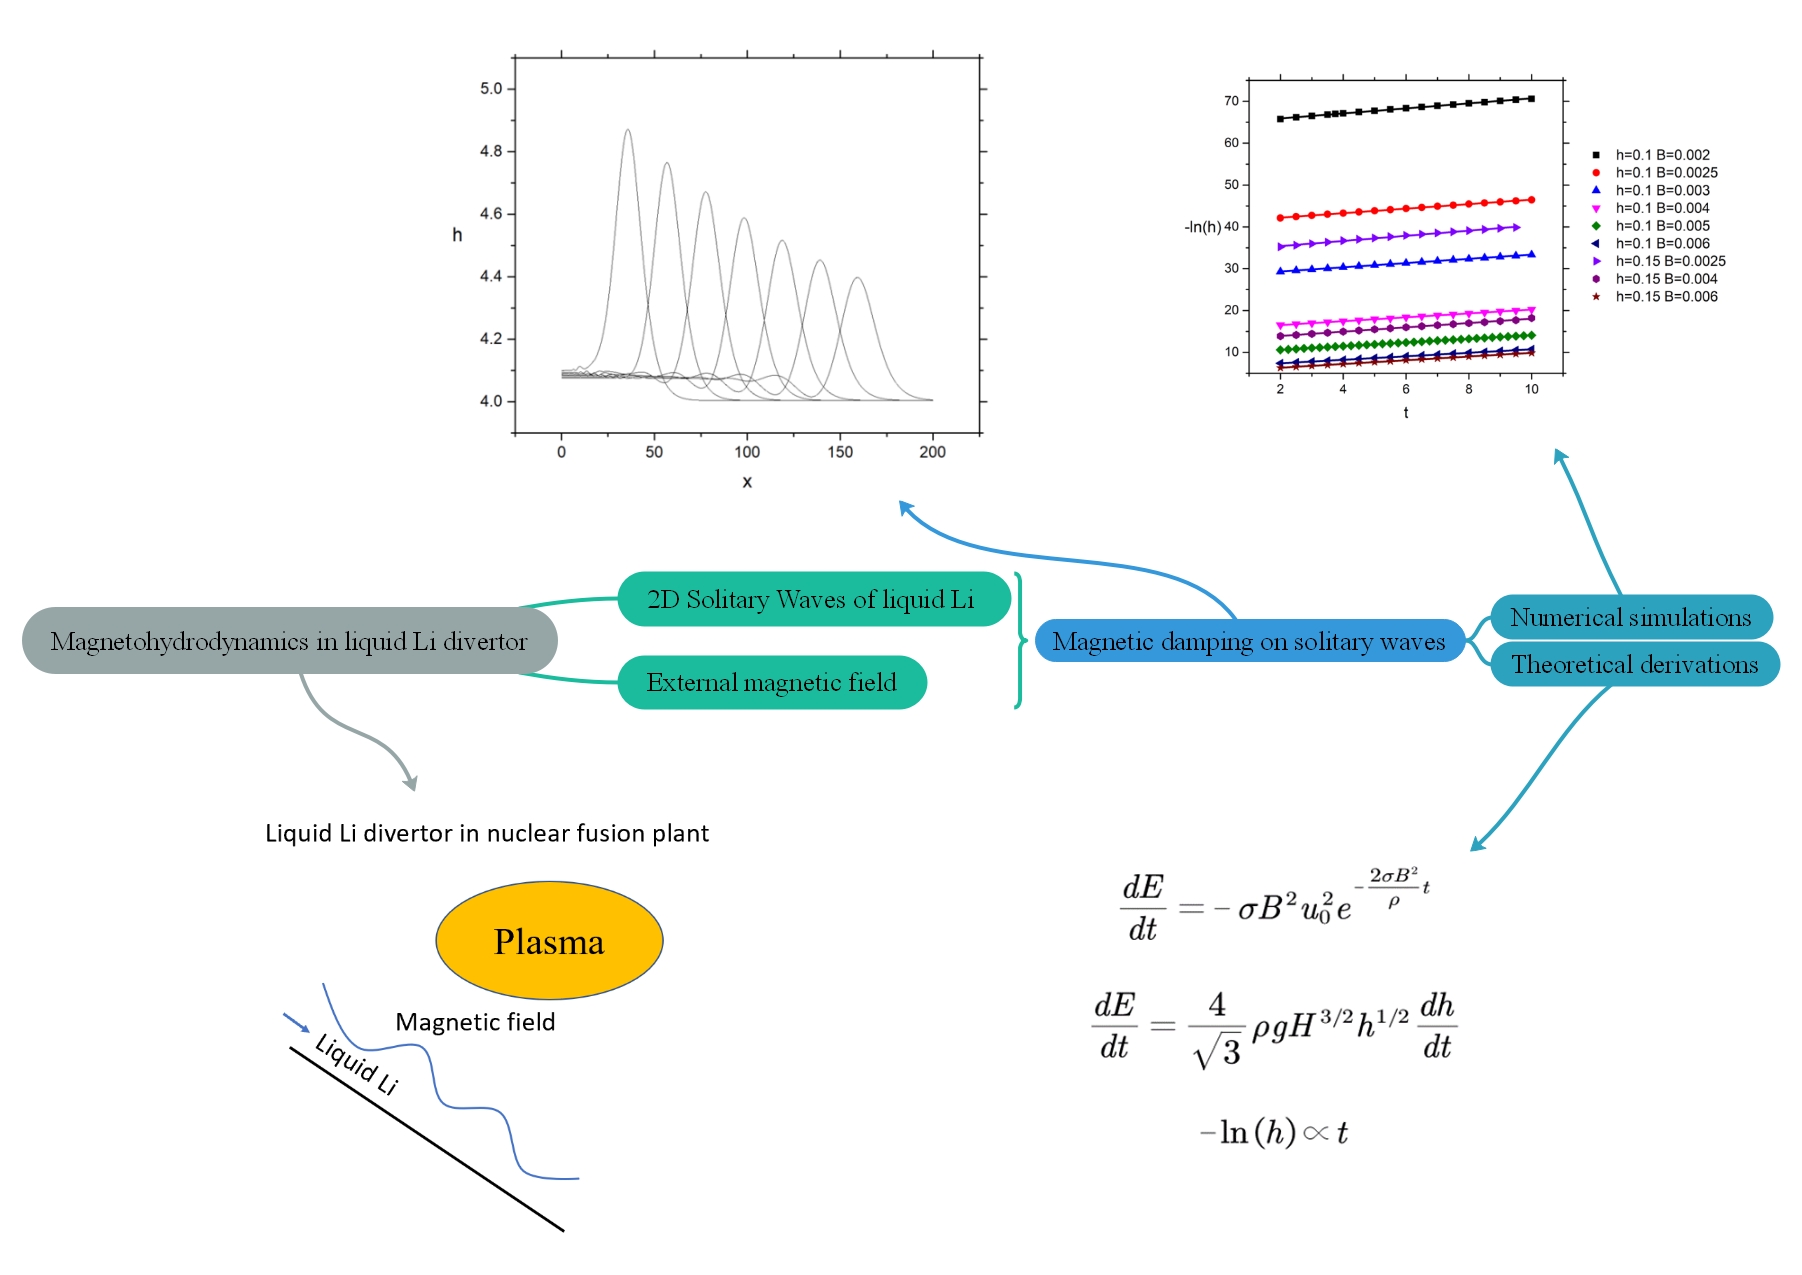 5.0
4.8
4.6
h
4.4
4.2
4.0
0 50 100 150 200
x
70
60
50
-ln(h) 40
30
20
10
2 4 6 8 10
t
h=0.1 B=0.002
h=0.1 B=0.0025
h=0.1 B=0.003
h=0.1 B=0.004
h=0.1 B=0.005
h=0.1 B=0.006
h=0.15 B=0.0025
h=0.15 B=0.004
h=0.15 B=0.006
Magnetohydrodynamics in liquid Li divertor
2D Solitary Waves of liquid Li
External magnetic field
Magnetic damping on solitary waves
Numerical simulations
Theoretical derivations
Liquid Li divertor in nuclear fusion plant
Plasma
Magnetic field
Liquid Li
\frac{dE}{dt} = -\sigma B^2 u_0^2 e^{-\frac{2\sigma B^2}{\rho} t}
\frac{dE}{dt} = \frac{4}{\sqrt{3}} \rho g H^{3/2} h^{1/2} \frac{dh}{dt}
-ln (h) ∝ t